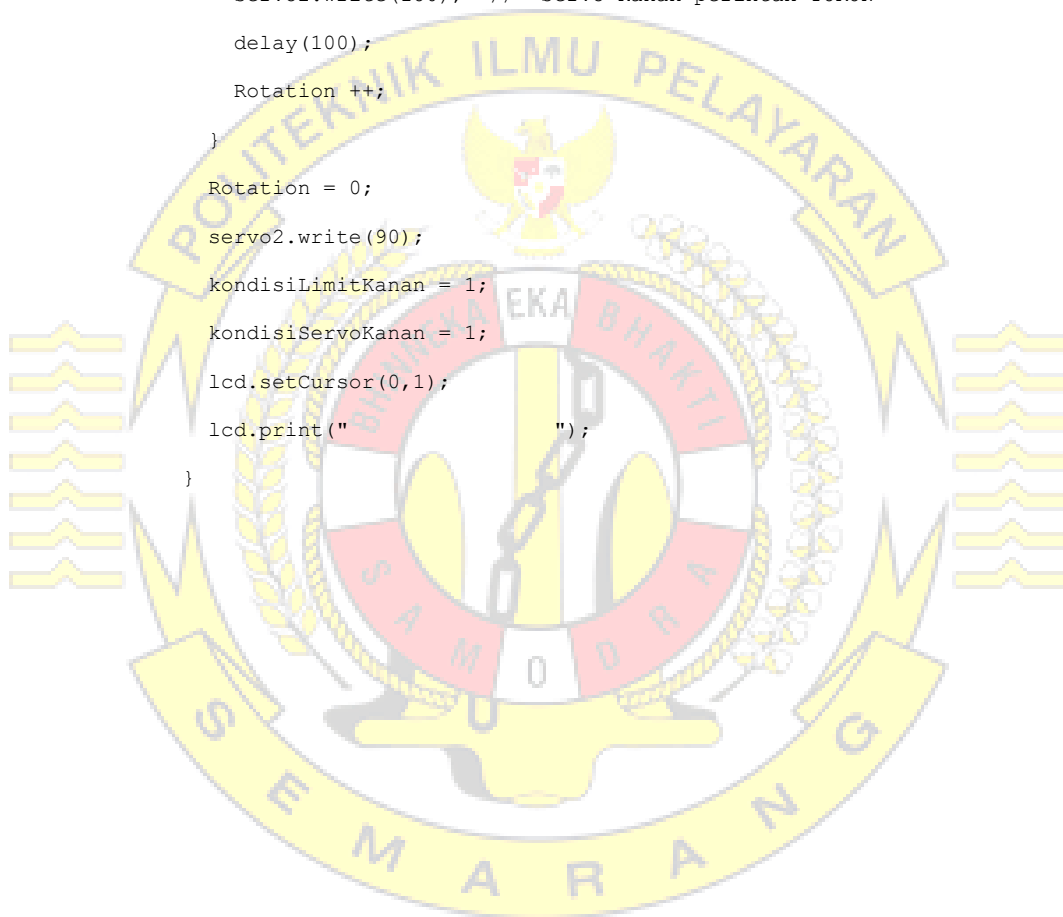 delay(100);
Rotation ++;
}
Rotation = 0;
servo2.write(90);
kondisiLimitKanan = 1;
kondisiServoKanan = 1;
lcd.setCursor(0,1);
lcd.print("                ");
}
POLITEKNIK ILMU PELAYARAN
BHINNEKA EKA BHAKTI
SAMODRA
SEMARANG